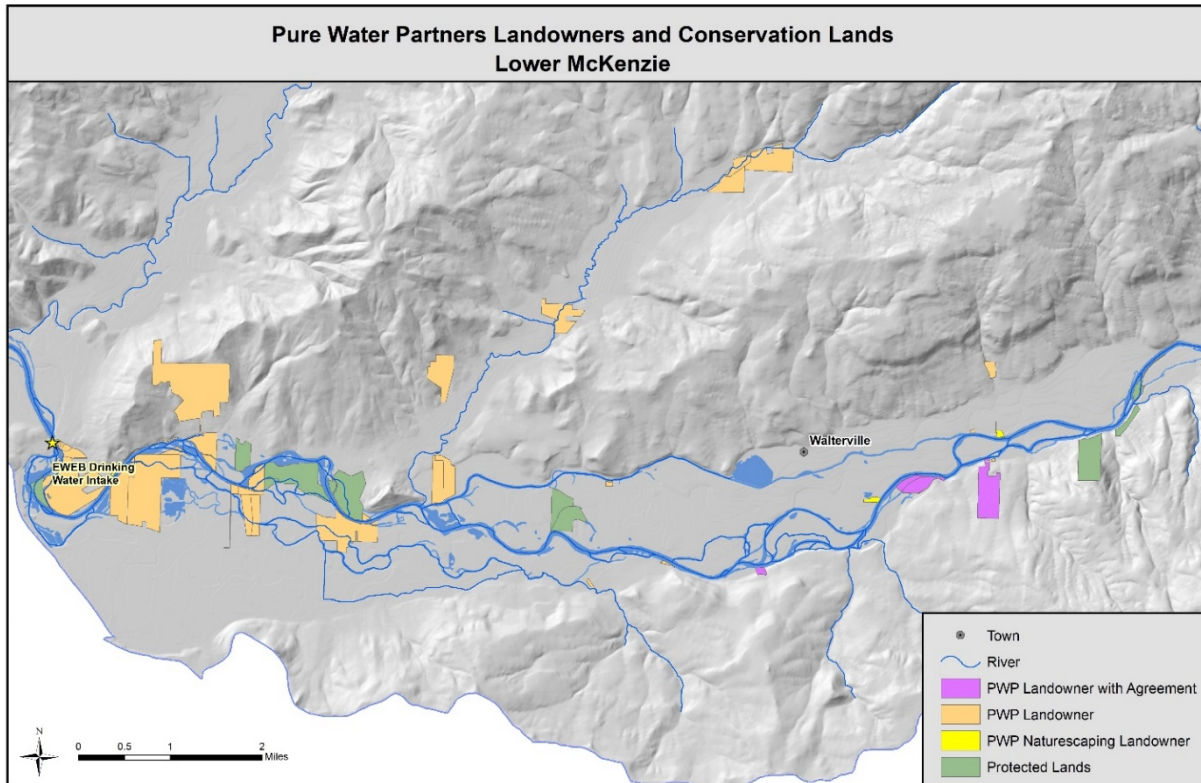 Pure Water Partners Landowners and Conservation Lands
Lower McKenzie
Walterville
EWEB Drinking
Water Intake
Town
River
PWP Landowner with Agreement
PWP Landowner
PWP Naturescaping Landowner
Protected Lands
N
0 0.5 1 2
Miles